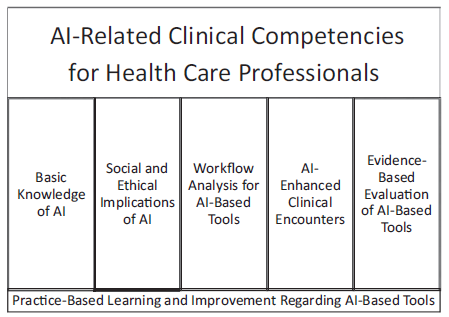 AI-Related Clinical Competencies
for Health Care Professionals
Basic
Knowledge
of AI
Social and
Ethical
Implications
of AI
Workflow
Analysis for
AI-Based
Tools
AI-
Enhanced
Clinical
Encounters
Evidence-
Based
Evaluation
of AI-Based
Tools
Practice-Based Learning and Improvement Regarding AI-Based Tools